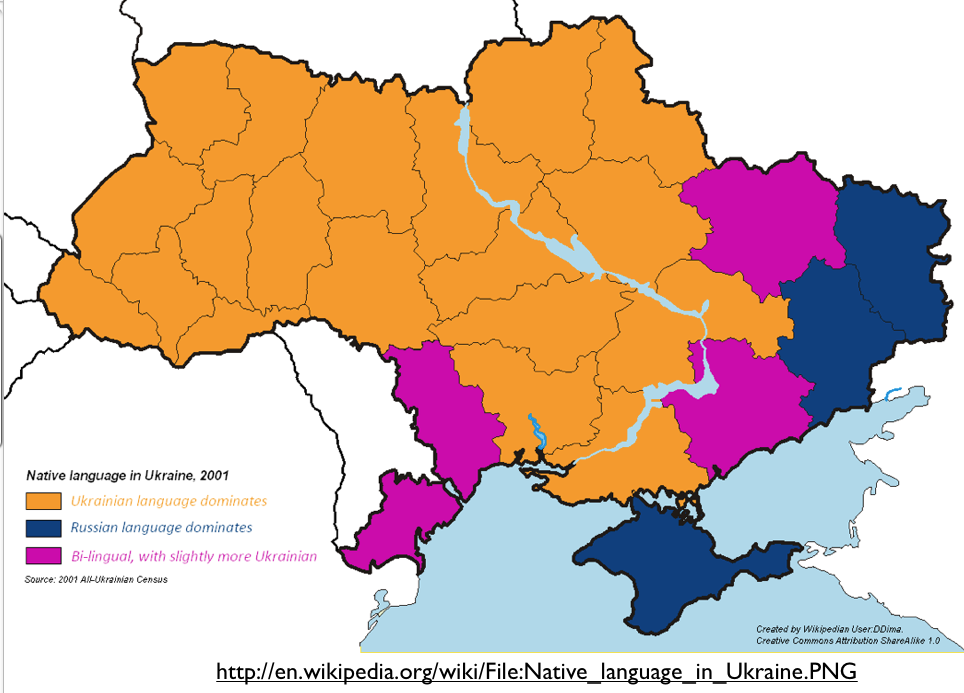 Native language in Ukraine, 2001
Ukrainian language dominates
Russian language dominates
Bi-lingual, with slightly more Ukrainian
Source: 2001 All-Ukrainian Census
Created by Wikipedian User:DDima.
Creative Commons Attribution ShareAlike 1.0
http://en.wikipedia.org/wiki/File:Native_language_in_Ukraine.PNG